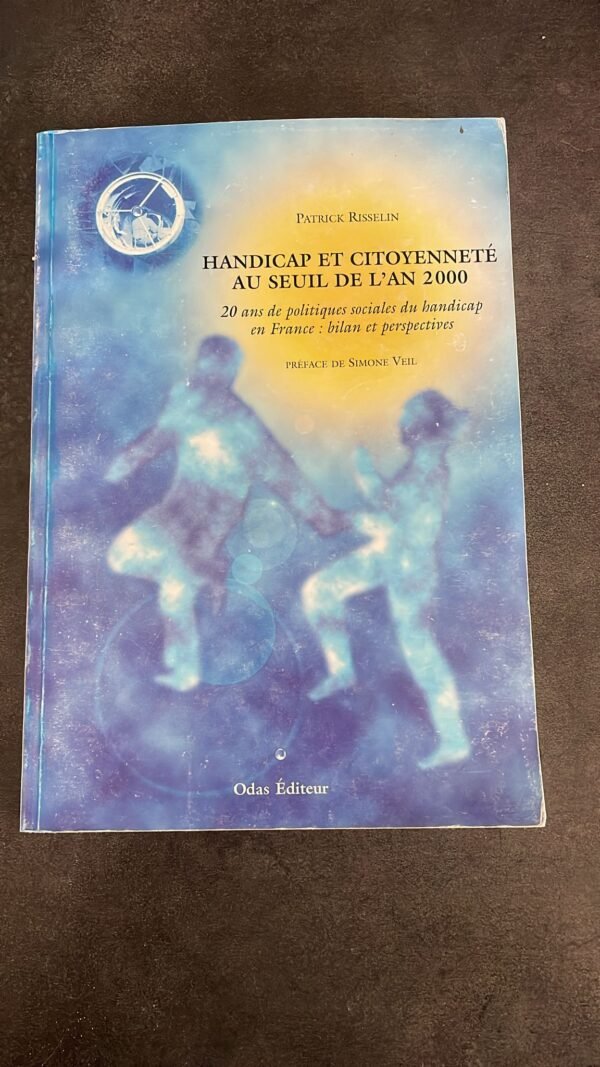 PATRICK RISSELIN
HANDICAP ET CITOYENNETÉ
AU SEUIL DE L'AN 2000
20 ans de politiques sociales du handicap
en France : bilan et perspectives
PRÉFACE DE SIMONE VEIL
Odas Éditeur